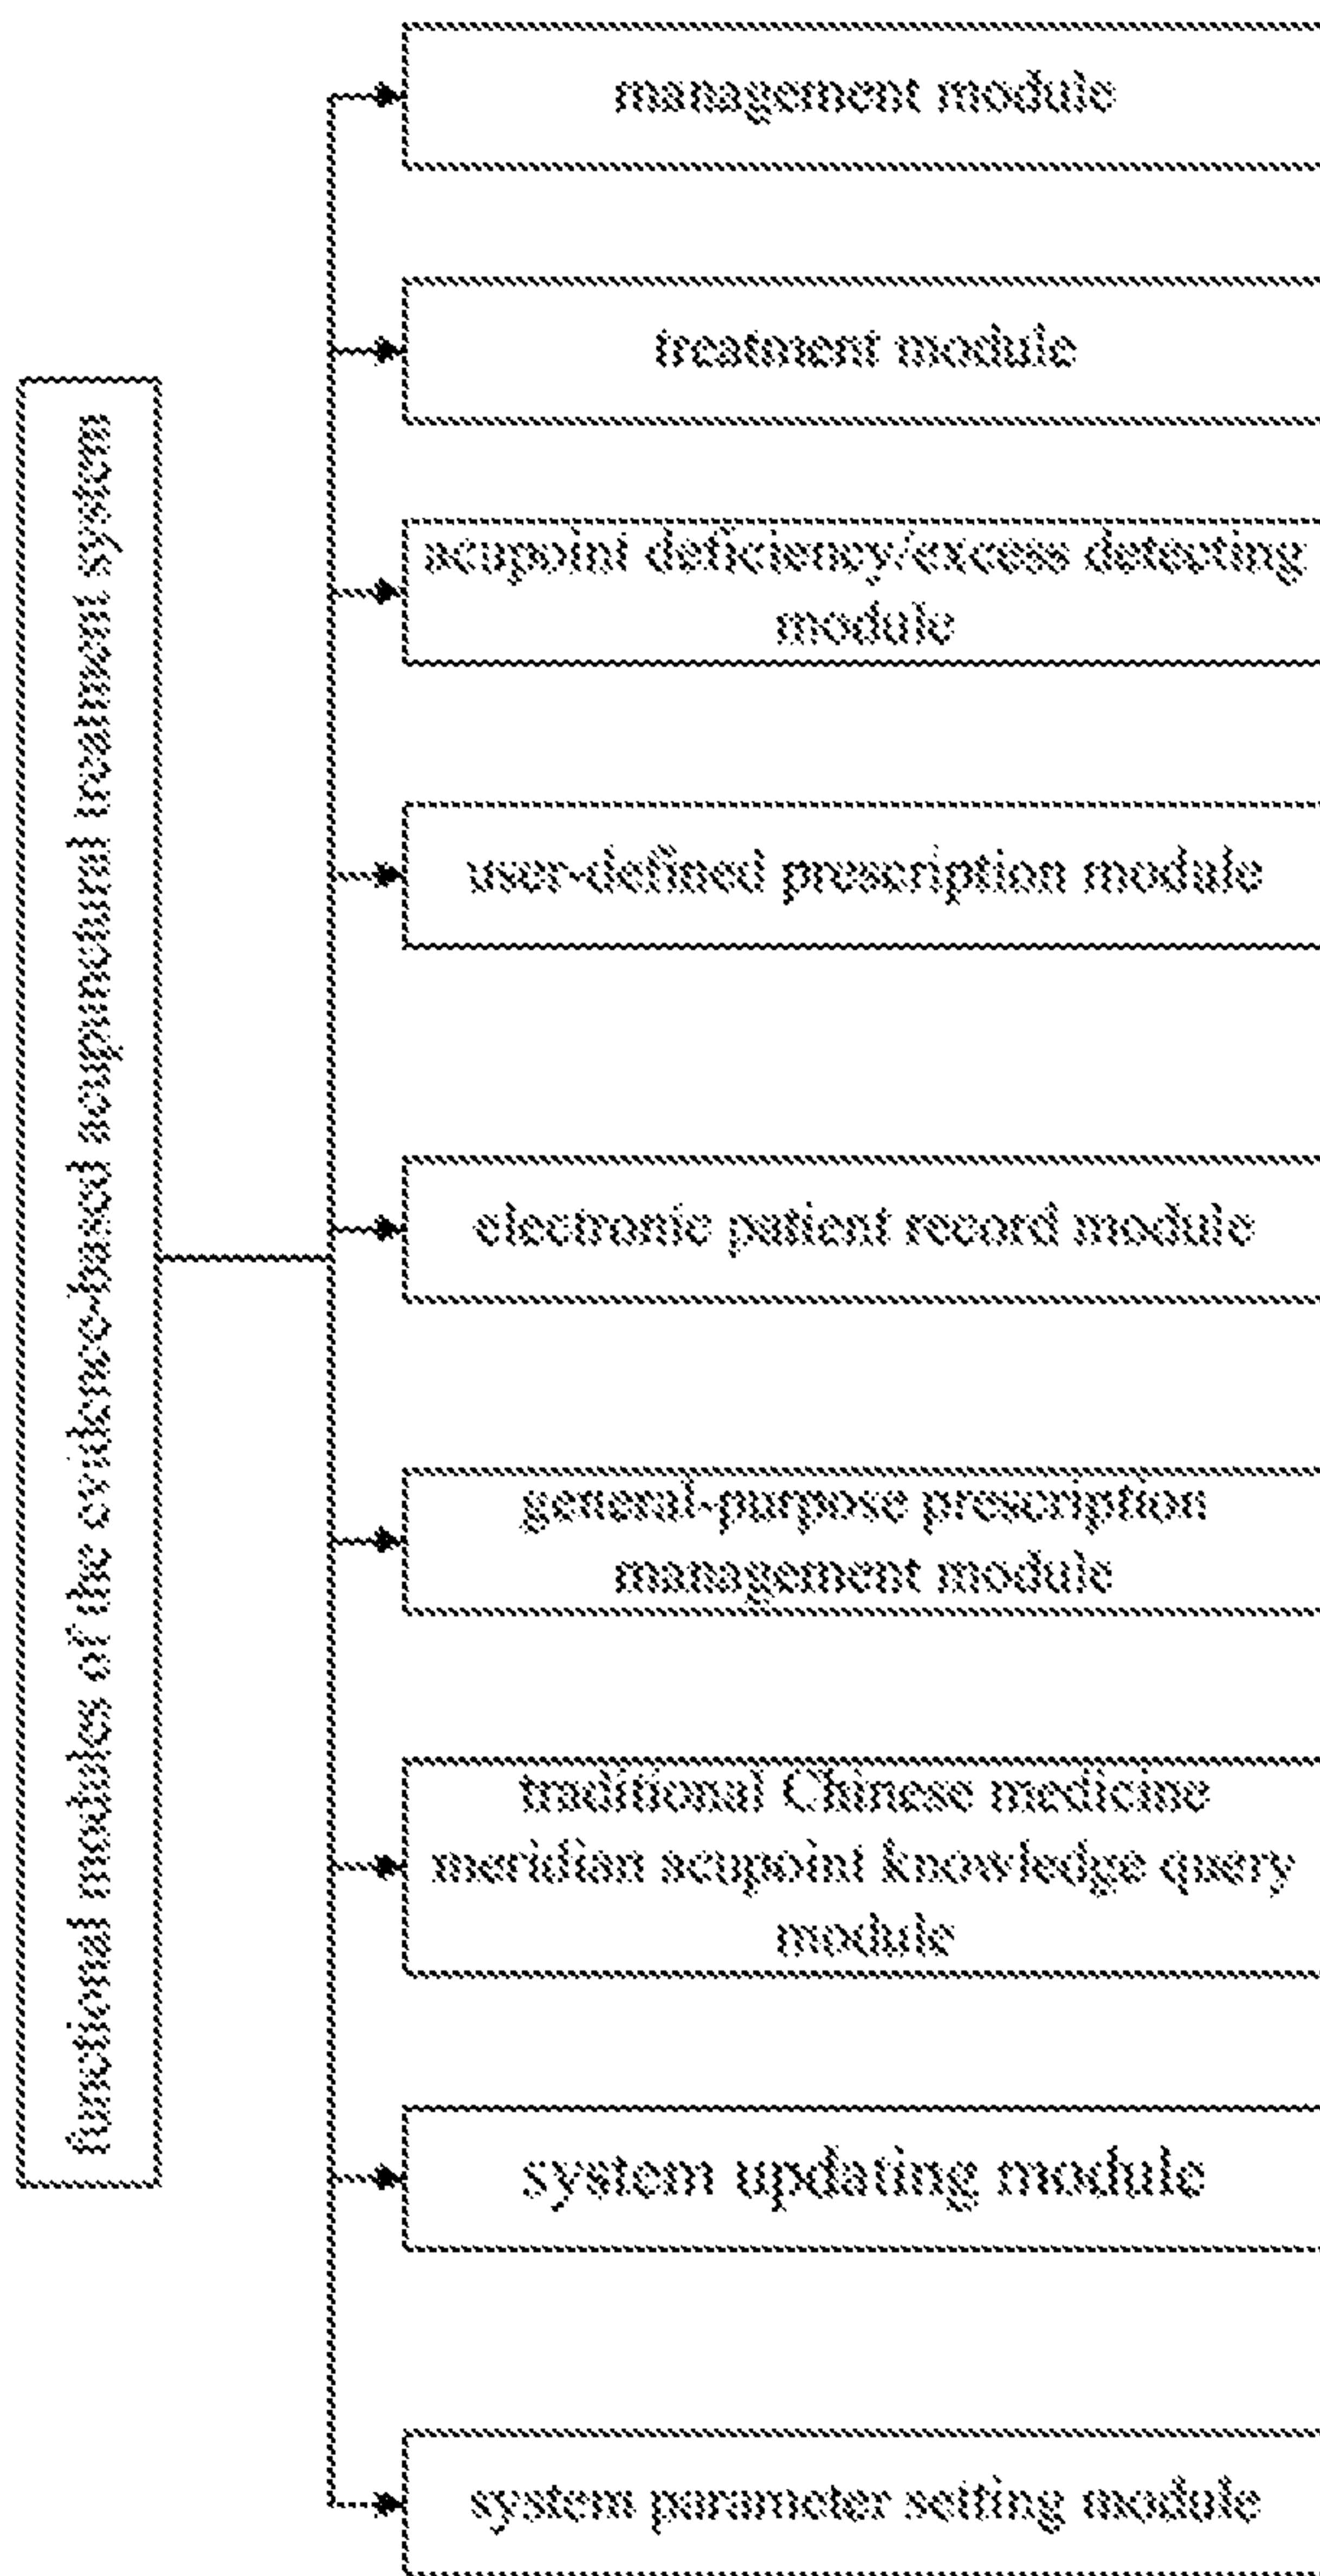 functional modules of the evidence-based acupunctural treatment system
management module
treatment module
acupoint deficiency/excess detecting
module
user-defined prescription module
electronic patient record module
general-purpose prescription
management module
traditional Chinese medicine
meridian acupoint knowledge query
module
system updating module
system parameter setting module